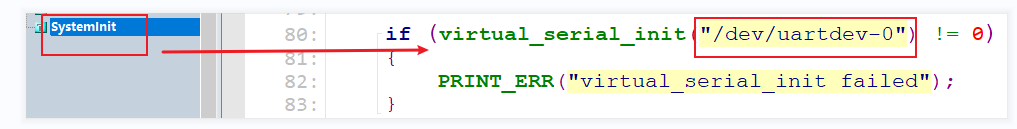 SystemInit
80: if (virtual_serial_init("/dev/uartdev-0") != 0)
81: {
82: PRINT_ERR("virtual_serial_init failed");
83: }